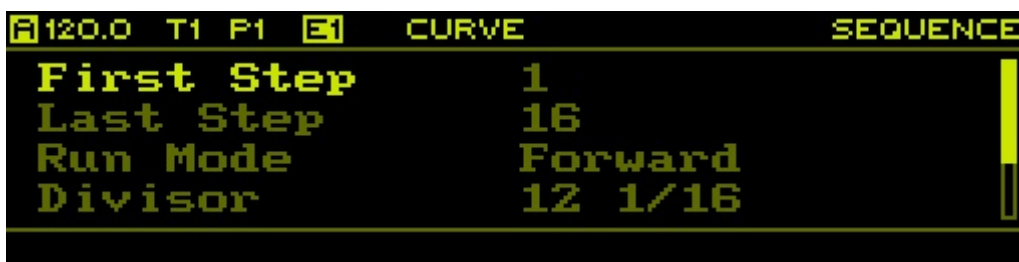 A 120.0 T1 P1 E1 CURVE SEQUENCE
First Step 1
Last Step 16
Run Mode Forward
Divisor 12 1/16